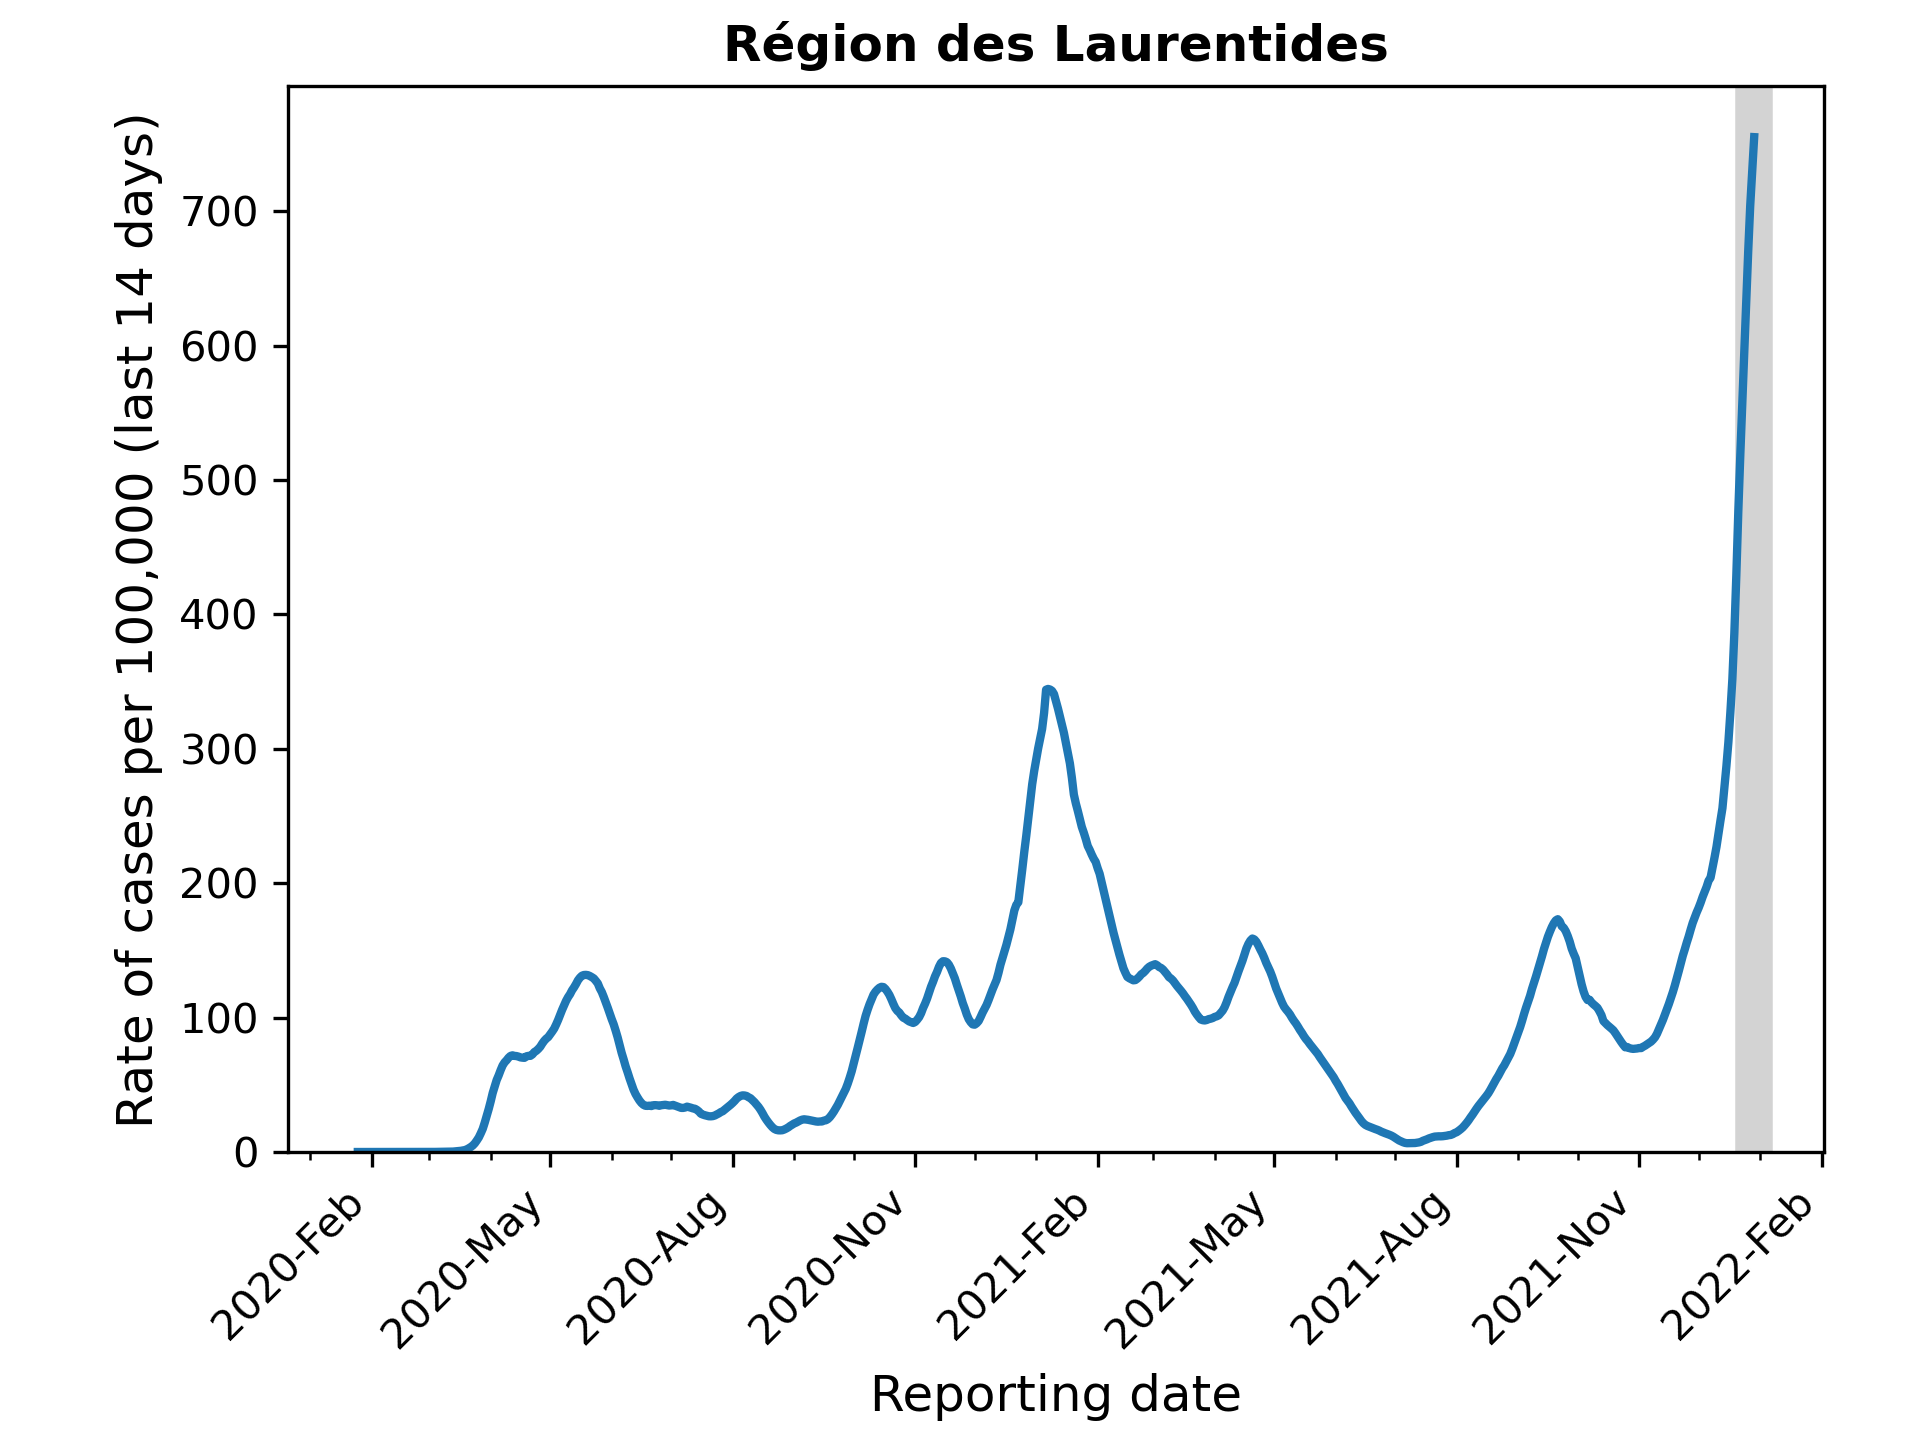 Région des Laurentides
Rate of cases per 100,000 (last 14 days)
700
600
500
400
300
200
100
0
2020-Feb
2020-May
2020-Aug
2020-Nov
2021-Feb
2021-May
2021-Aug
2021-Nov
2022-Feb
Reporting date